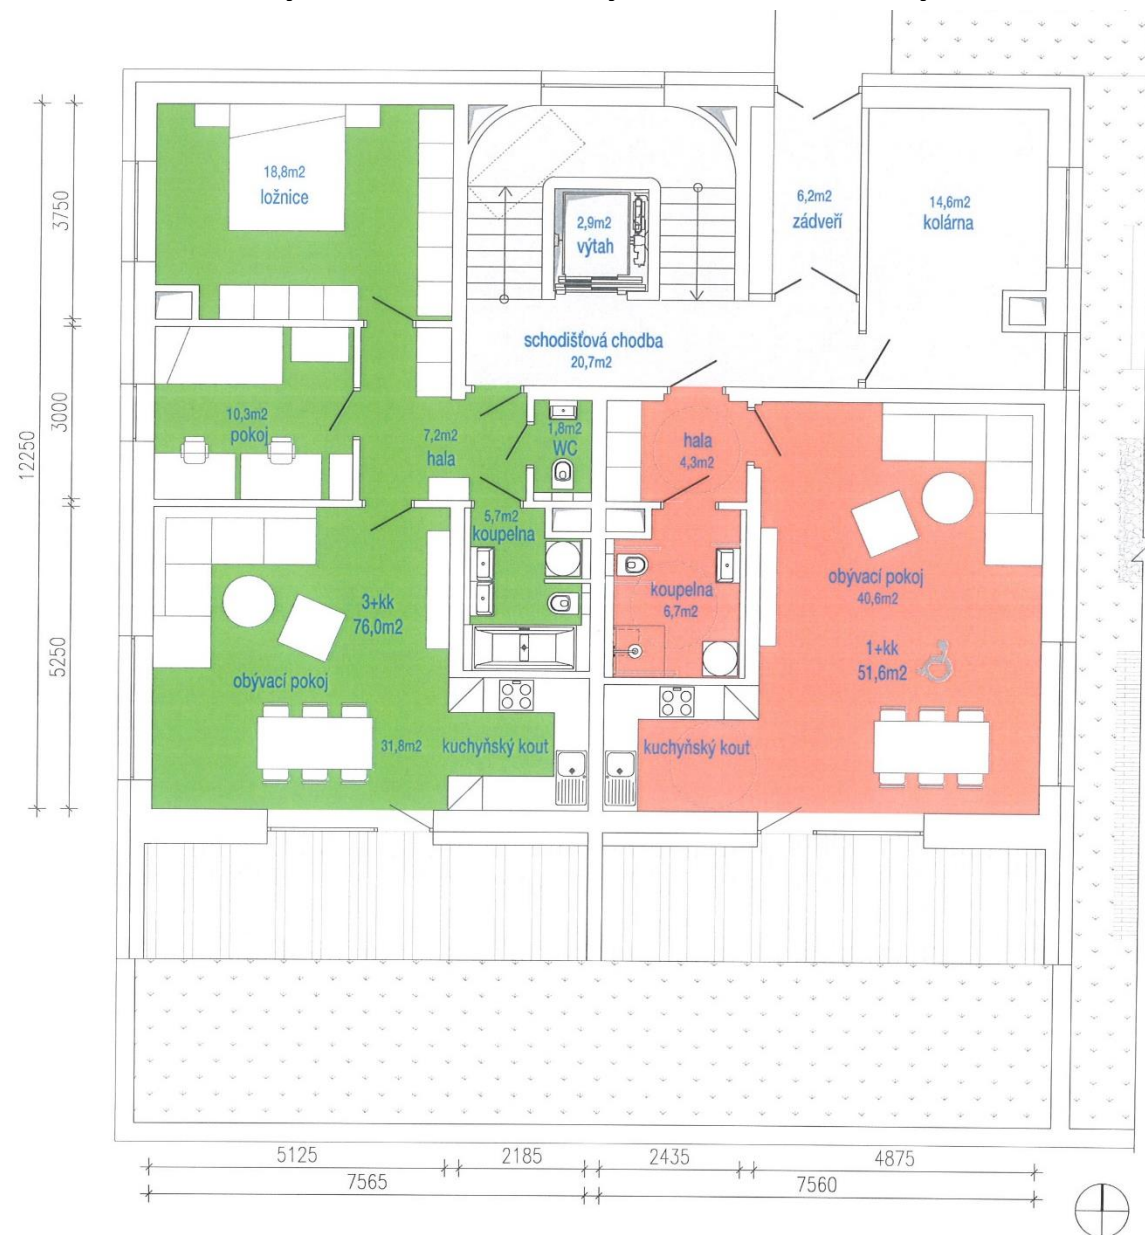 18,8m2
ložnice
2,9m2
výtah
6,2m2
zádveří
14,6m2
kolárna
schodišťová chodba
20,7m2
10,3m2
pokoj
7,2m2
hala
1,8m2
WC
hala
4,3m2
5,7m2
koupelna
koupelna
6,7m2
obývací pokoj
40,6m2
3+kk
76,0m2
1+kk
51,6m2
obývací pokoj
31,8m2
kuchyňský kout
kuchyňský kout
3750
3000
12250
5250
5125
2185
2435
4875
7565
7560